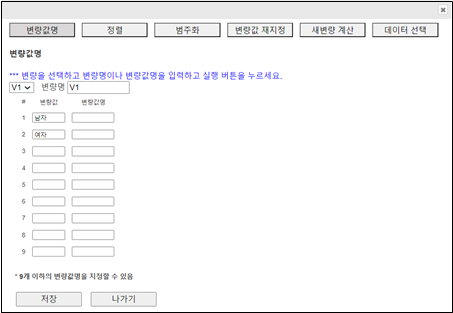 변량값명 정렬 범주화 변량값 재지정 새변량 계산 데이터 선택
변량값명
*** 변량을 선택하고 변량명이나 변량값명을 입력하고 실행 버튼을 누르세요.
V1 변량명 V1
# 변량값 변량값명
1 남자
2 여자
3
4
5
6
7
8
9
* 9개 이하의 변량값명을 지정할 수 있음
저장 나가기